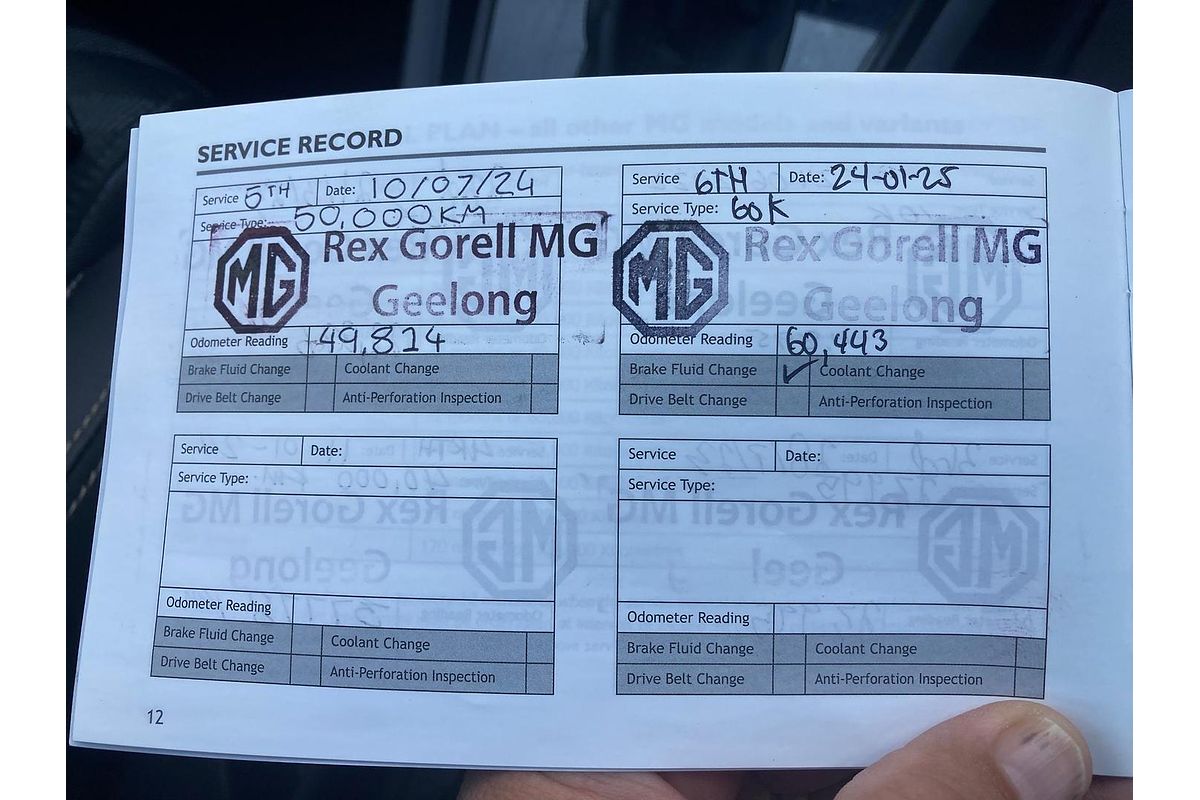 SERVICE RECORD
Service 5TH Date: 10/07/24
Service Type: 50,000KM
MG Rex Gorell MG
Geelong
Odometer Reading 49,814
Brake Fluid Change Coolant Change
Drive Belt Change Anti-Perforation Inspection
Service 6TH Date: 24-01-25
Service Type: 60K
MG Rex Gorell MG
Geelong
Odometer Reading 60,443
Brake Fluid Change ✓ Coolant Change
Drive Belt Change Anti-Perforation Inspection
Service Date:
Service Type:
Odometer Reading
Brake Fluid Change Coolant Change
Drive Belt Change Anti-Perforation Inspection
Service Date:
Service Type:
Odometer Reading
Brake Fluid Change Coolant Change
Drive Belt Change Anti-Perforation Inspection
12